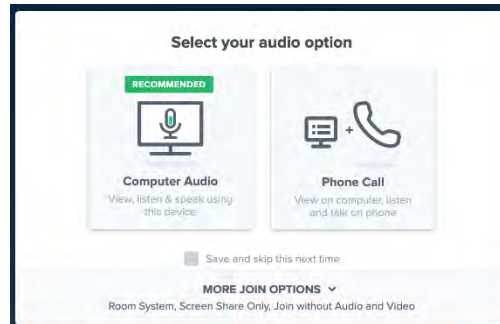 Select your audio option
RECOMMENDED
Computer Audio
View, listen & speak using
this device
Phone Call
View on computer, listen
and talk on phone
Save and skip this next time
MORE JOIN OPTIONS
Room System, Screen Share Only, Join without Audio and Video